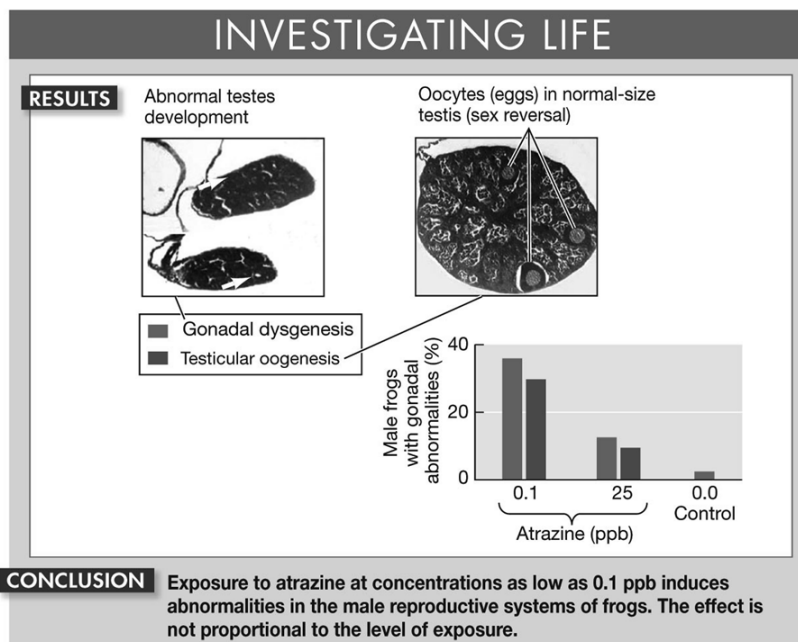 INVESTIGATING LIFE
RESULTS
Abnormal testes
development
Oocytes (eggs) in normal-size
testis (sex reversal)
Gonadal dysgenesis
Testicular oogenesis
Male frogs
with gonadal
abnormalities (%)
40
20
0
0.1
25
0.0
Control
Atrazine (ppb)
CONCLUSION
Exposure to atrazine at concentrations as low as 0.1 ppb induces
abnormalities in the male reproductive systems of frogs. The effect is
not proportional to the level of exposure.